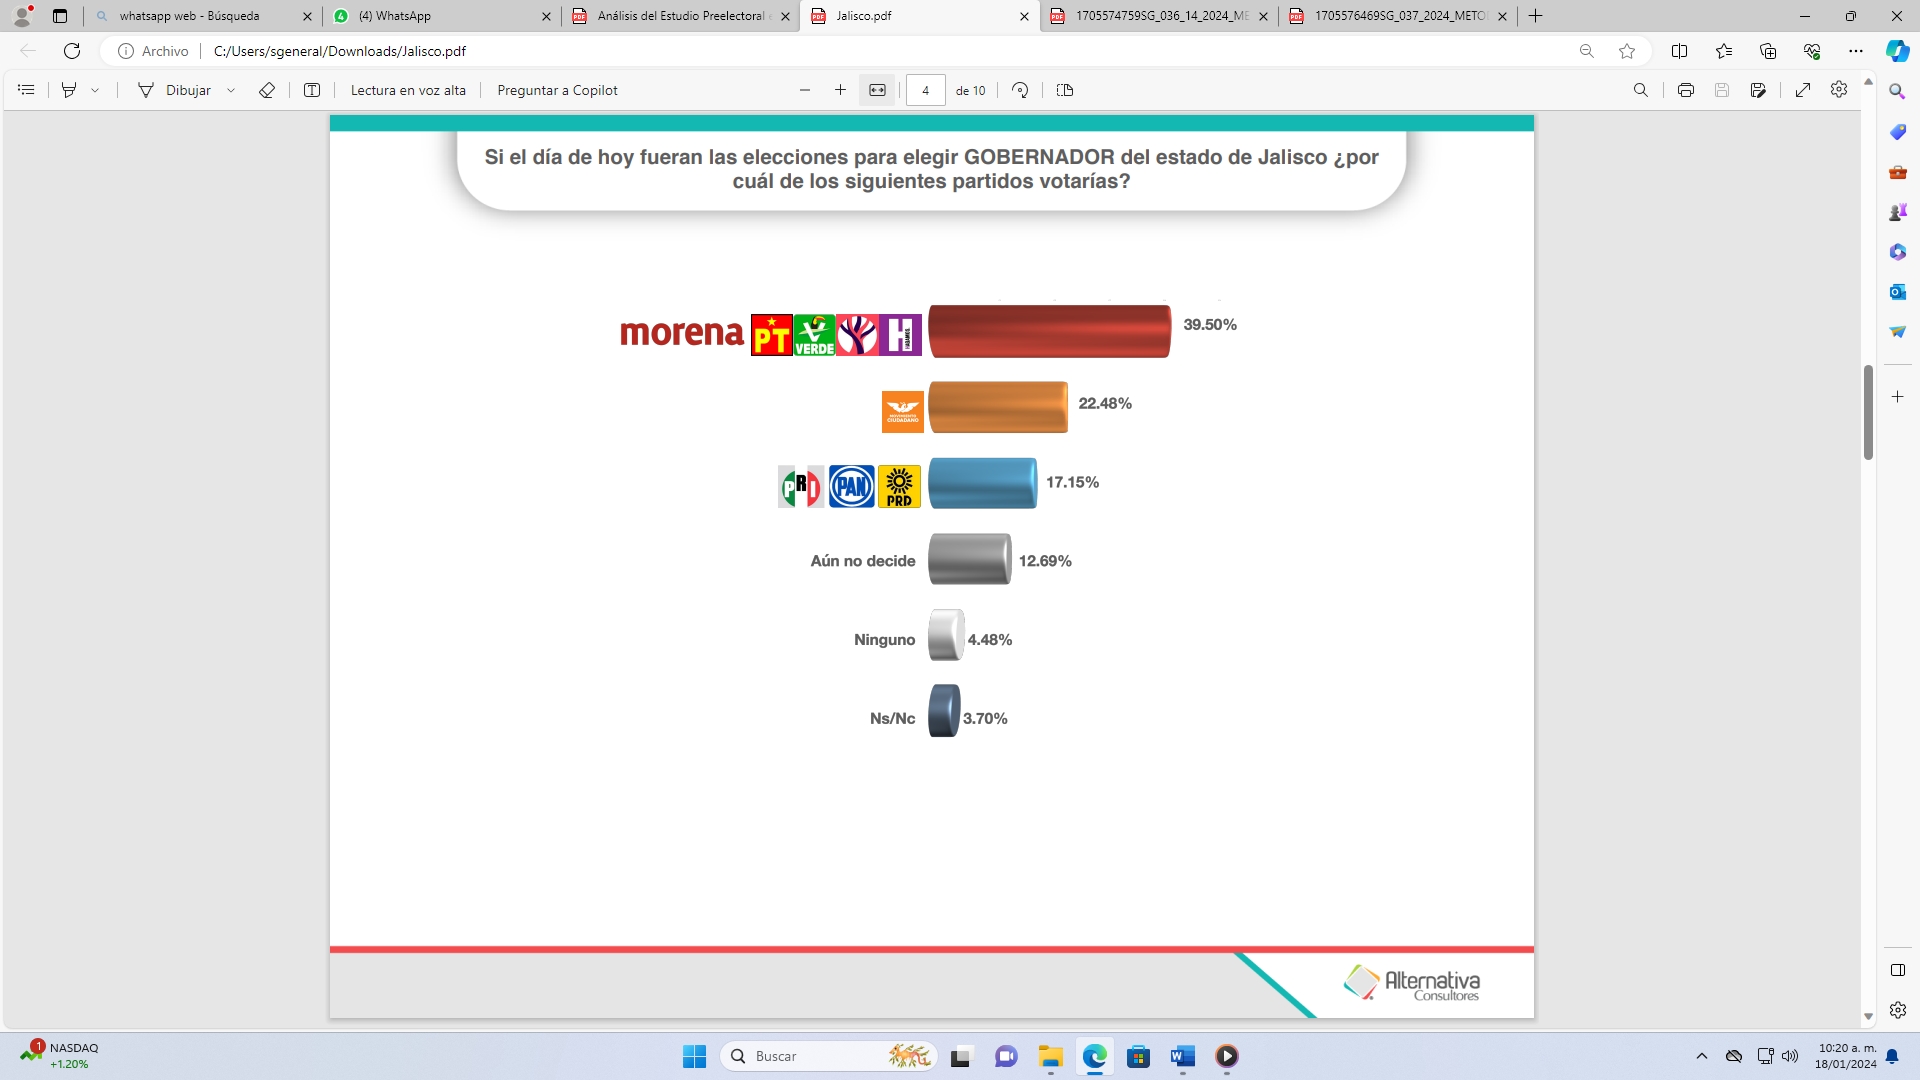 whatsapp web - Búsqueda
(4) WhatsApp
Análisis del Estudio Preelectoral
Jalisco.pdf
1705574759SG_036_14_2024_ME
1705576469SG_037_2024_METO
Archivo
C:/Users/sgeneral/Downloads/Jalisco.pdf
Dibujar
Lectura en voz alta
Preguntar a Copilot
4
de 10
Si el día de hoy fueran las elecciones para elegir GOBERNADOR del estado de Jalisco ¿por
cuál de los siguientes partidos votarías?
morena PT VERDE H HAGAMOS 39.50%
MOVIMIENTO CIUDADANO 22.48%
PRI PAN PRD 17.15%
Aún no decide 12.69%
Ninguno 4.48%
Ns/Nc 3.70%
Alternativa
Consultores
1
NASDAQ
+1.20%
Buscar
10:20 a. m.
18/01/2024